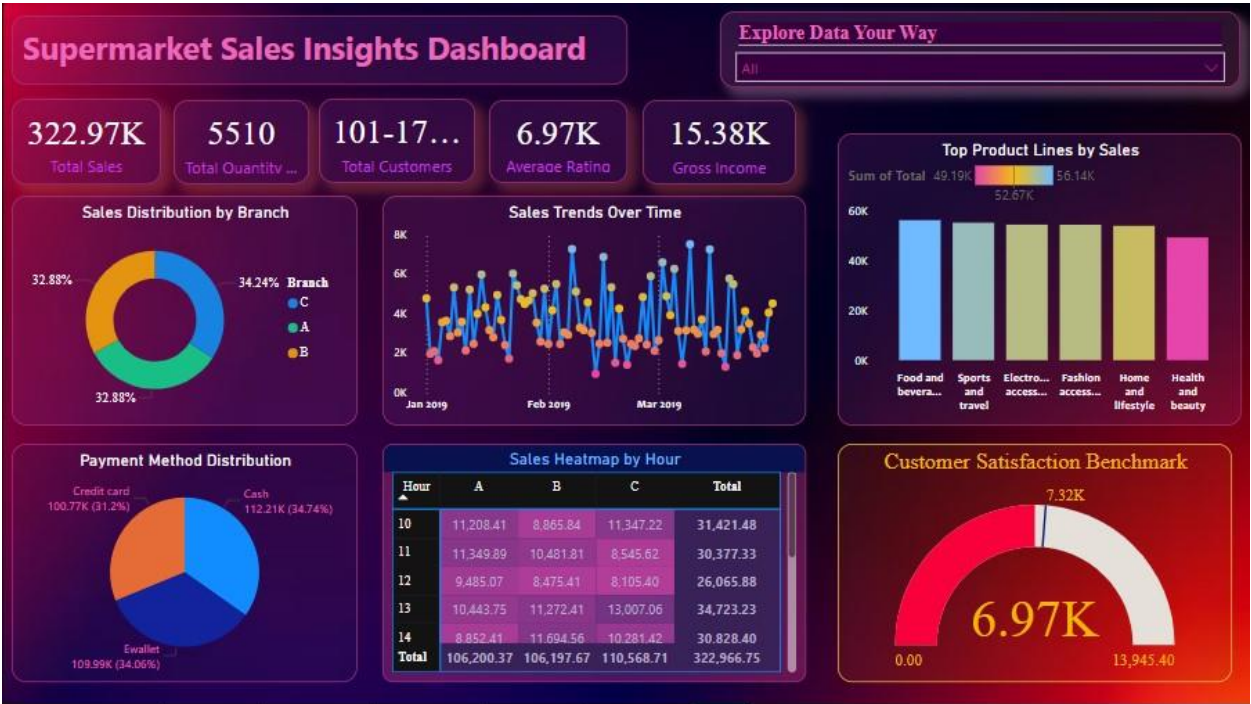 Supermarket Sales Insights Dashboard
Explore Data Your Way
All
322.97K
Total Sales
5510
Total Quantity ...
101-17...
Total Customers
6.97K
Average Rating
15.38K
Gross Income
Sales Distribution by Branch
32.88%
34.24%
32.88%
Branch
C
A
B
Sales Trends Over Time
8K
6K
4K
2K
0K
Jan 2019 Feb 2019 Mar 2019
Top Product Lines by Sales
Sum of Total 49.19K 56.14K
52.67K
60K
40K
20K
0K
Food and bevera...
Sports and travel
Electro... access...
Fashion access...
Home and lifestyle
Health and beauty
Payment Method Distribution
Credit card
100.77K (31.2%)
Cash
112.21K (34.74%)
Ewallet
109.99K (34.06%)
Sales Heatmap by Hour
Hour A B C Total
10 11,208.41 8,865.84 11,347.22 31,421.48
11 11,349.89 10,481.81 8,545.62 30,377.33
12 9,485.07 8,475.41 8,105.40 26,065.88
13 10,443.75 11,272.41 13,007.06 34,723.23
14 8,852.41 11,694.56 10,281.42 30,828.40
Total 106,200.37 106,197.67 110,568.71 322,966.75
Customer Satisfaction Benchmark
7.32K
6.97K
0.00
13,945.40